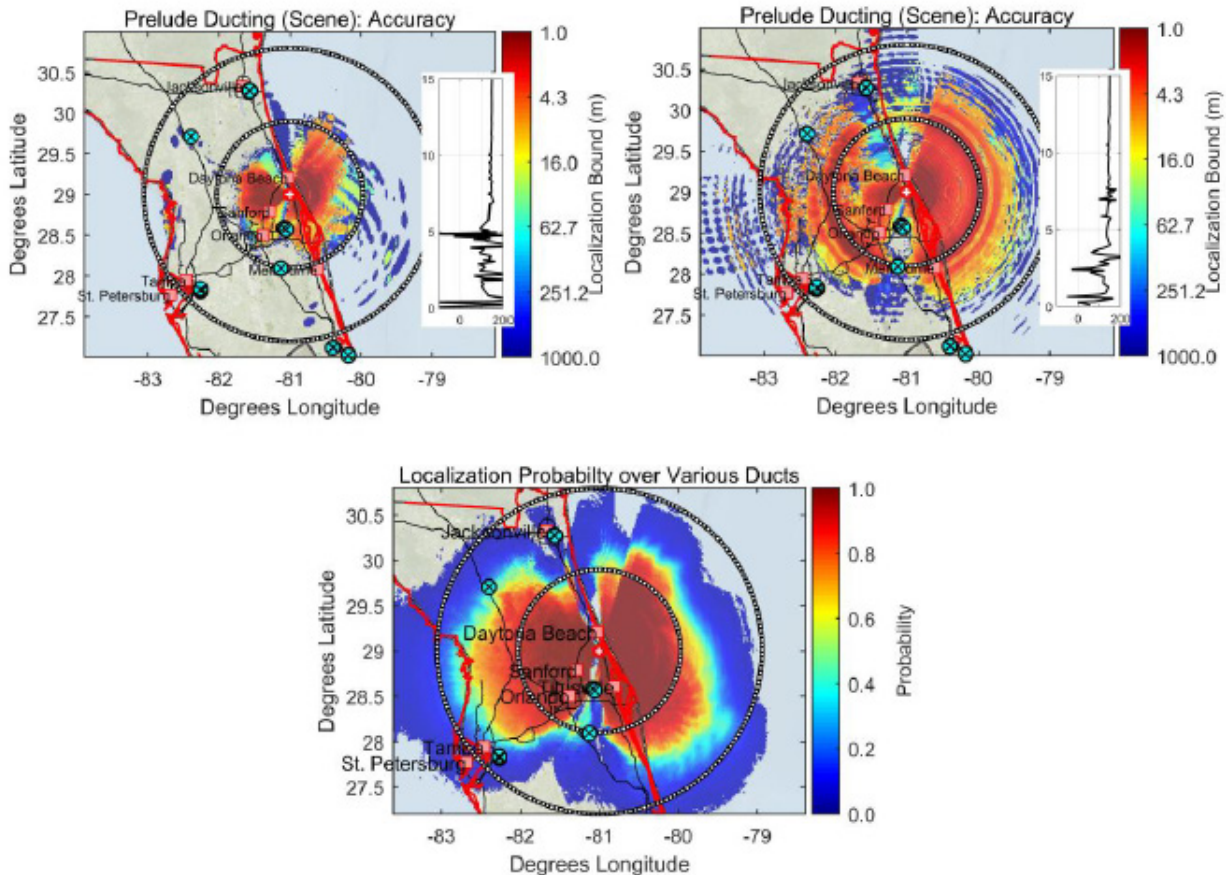 Prelude Ducting (Scene): Accuracy
30.5
30
29.5
29
28.5
28
27.5
Degrees Latitude
-83
-82
-81
-80
-79
Degrees Longitude
Jacksonville
Daytona Beach
Sanford
Orlando
Melbourne
Tampa
St. Petersburg
15
10
5
0
0
200
1.0
4.3
16.0
62.7
251.2
1000.0
Localization Bound (m)
Prelude Ducting (Scene): Accuracy
30.5
30
29.5
29
28.5
28
27.5
Degrees Latitude
-83
-82
-81
-80
-79
Degrees Longitude
Jacksonville
Daytona Beach
Sanford
Orlando
Melbourne
Tampa
St. Petersburg
15
10
5
0
0
200
1.0
4.3
16.0
62.7
251.2
1000.0
Localization Bound (m)
Localization Probabilty over Various Ducts
30.5
30
29.5
29
28.5
28
27.5
Degrees Latitude
-83
-82
-81
-80
-79
Degrees Longitude
Jacksonville
Daytona Beach
Sanford
Titusville
Orlando
Tampa
St. Petersburg
1.0
0.8
0.6
0.4
0.2
0.0
Probability